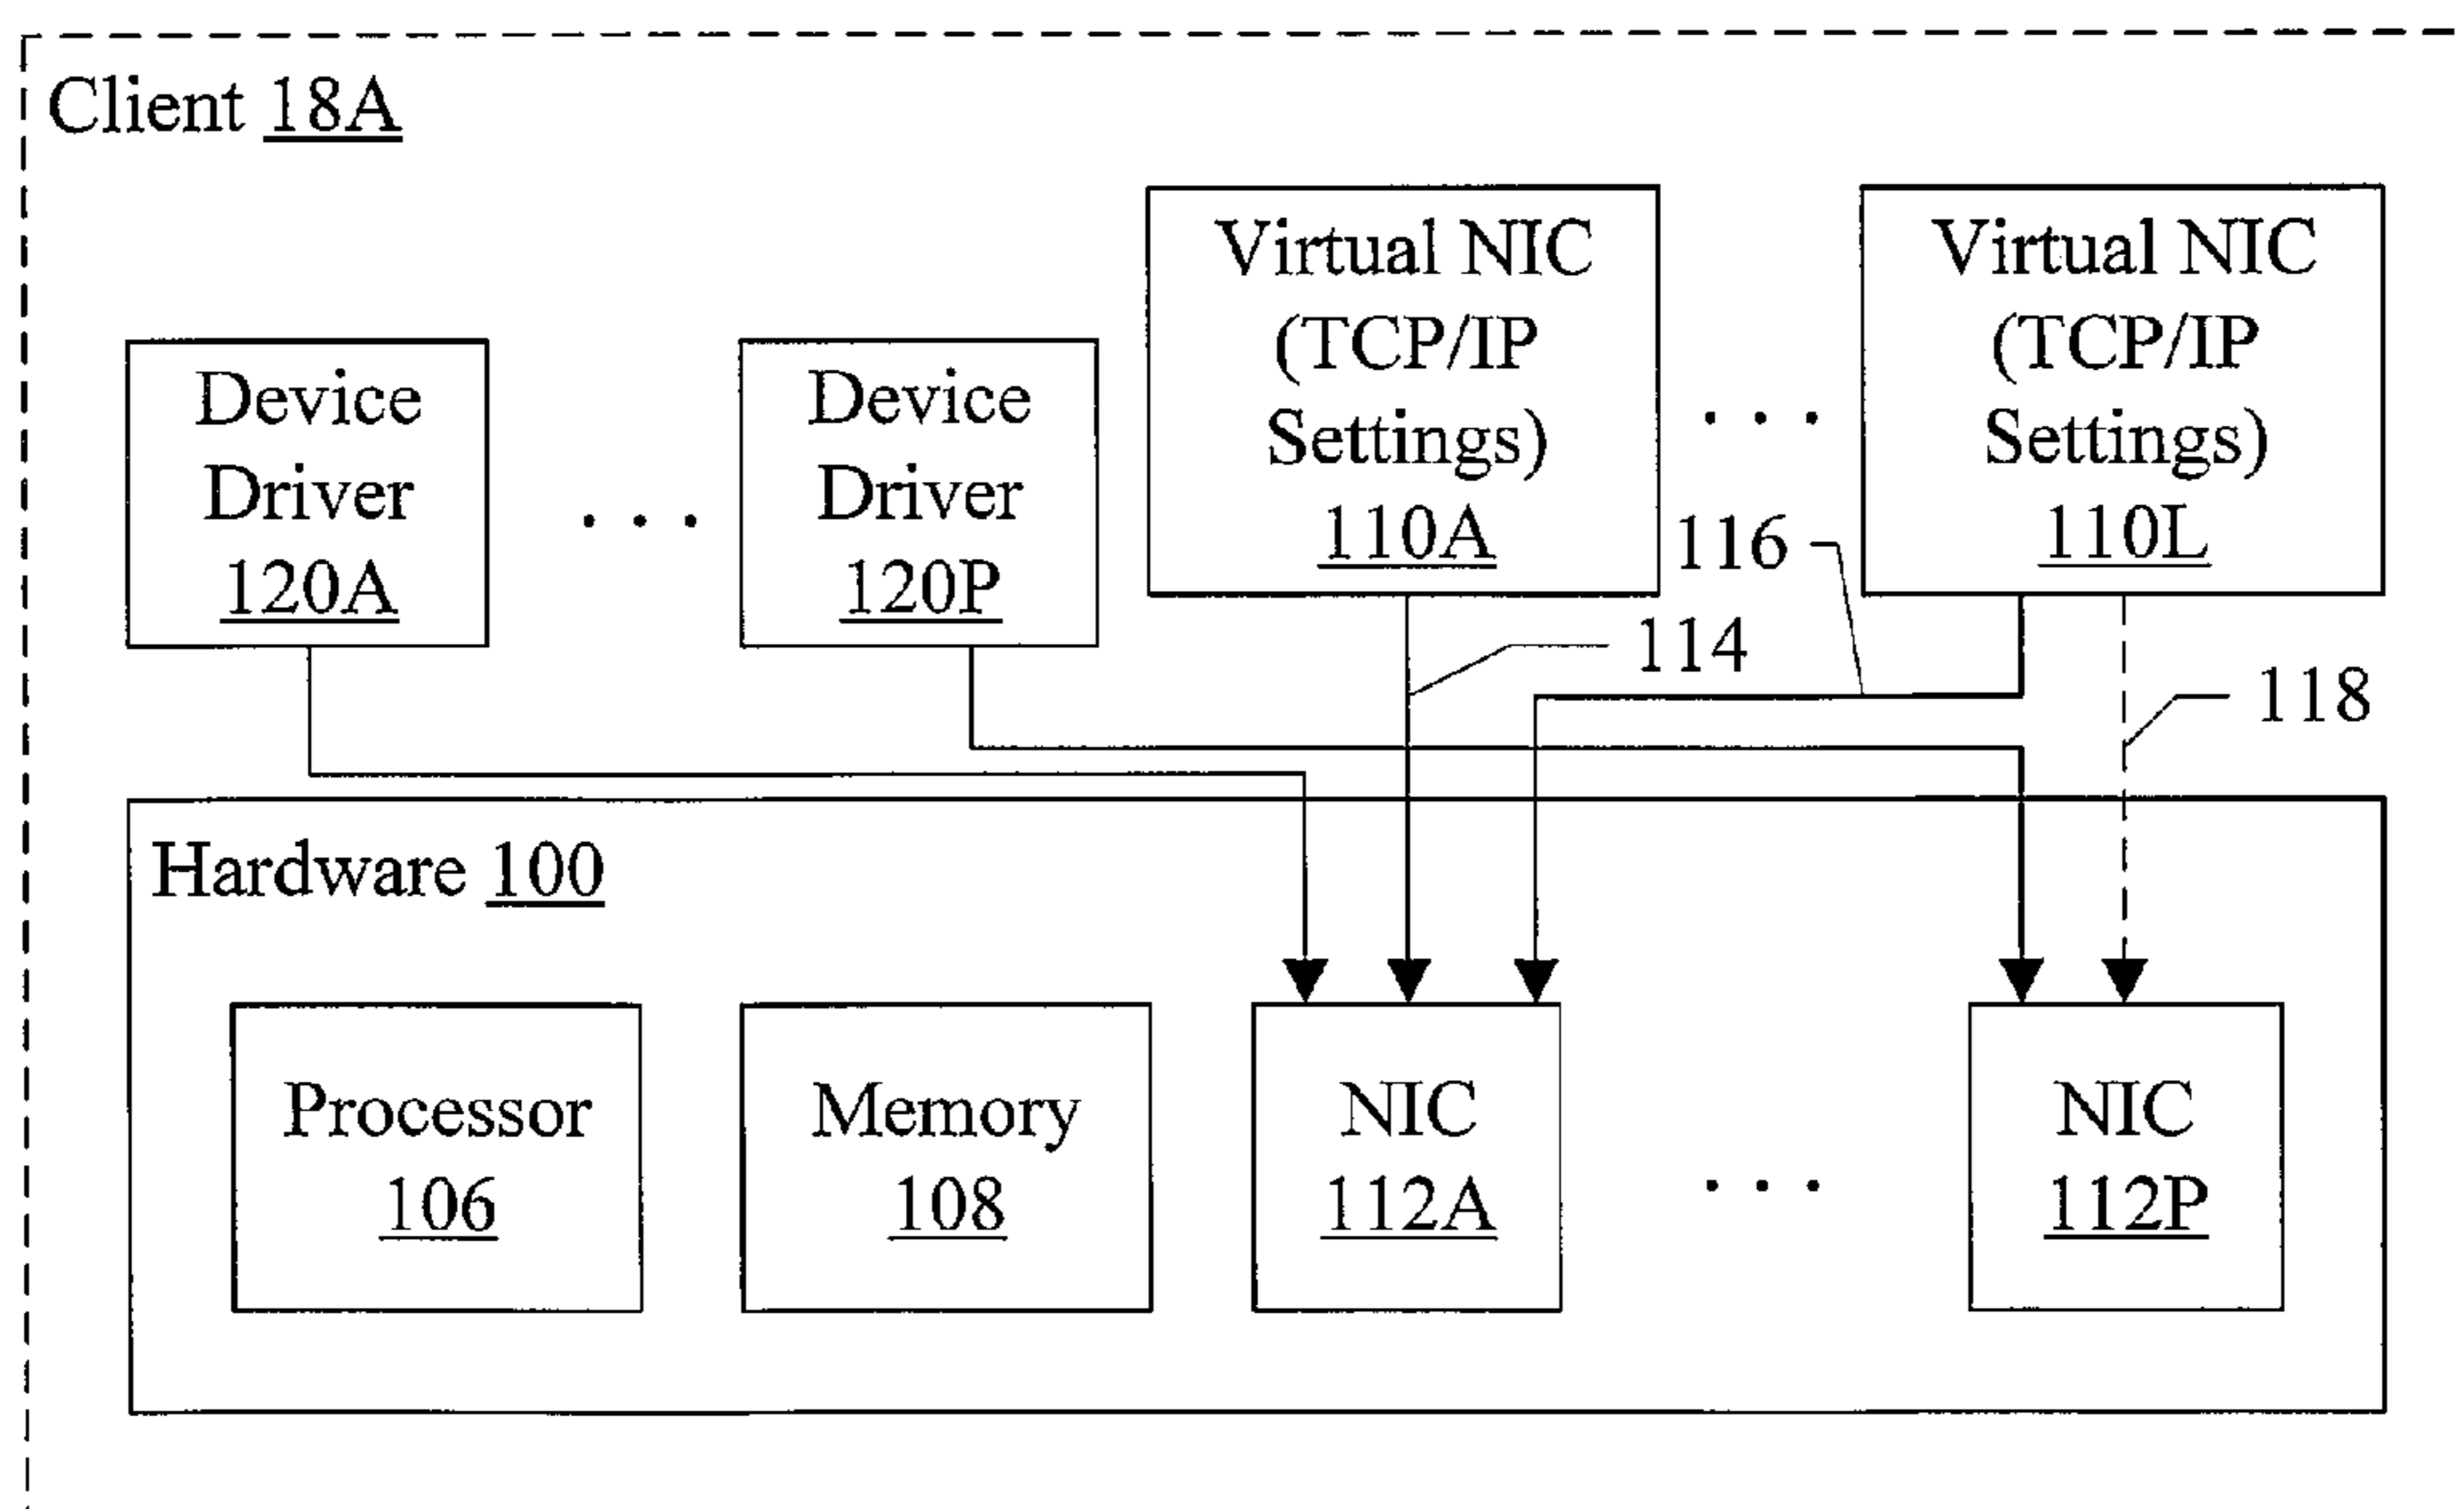 Client 18A
Device
Driver
120A
. . .
Device
Driver
120P
Virtual NIC
(TCP/IP
Settings)
110A
. . .
Virtual NIC
(TCP/IP
Settings)
110L
116
114
118
Hardware 100
Processor
106
Memory
108
NIC
112A
. . .
NIC
112P